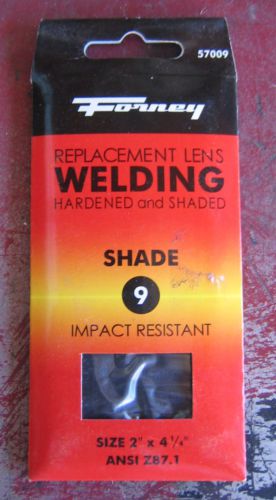 57009
Forney
REPLACEMENT LENS
WELDING
HARDENED and SHADED
SHADE
9
IMPACT RESISTANT
SIZE 2" x 4 1/4"
ANSI Z87.1